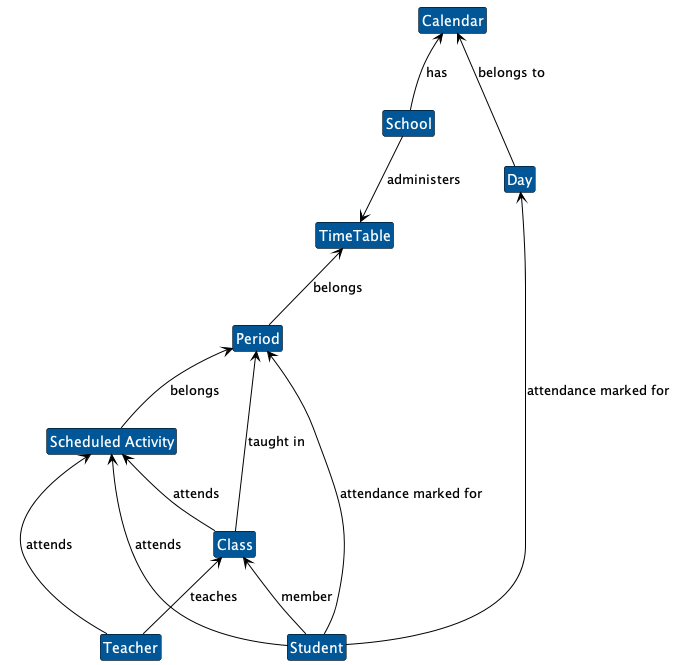 Calendar
has
belongs to
School
administers
Day
TimeTable
belongs
Period
belongs
attendance marked for
Scheduled Activity
taught in
attends
attendance marked for
attends
attends
Class
teaches
member
Teacher
Student